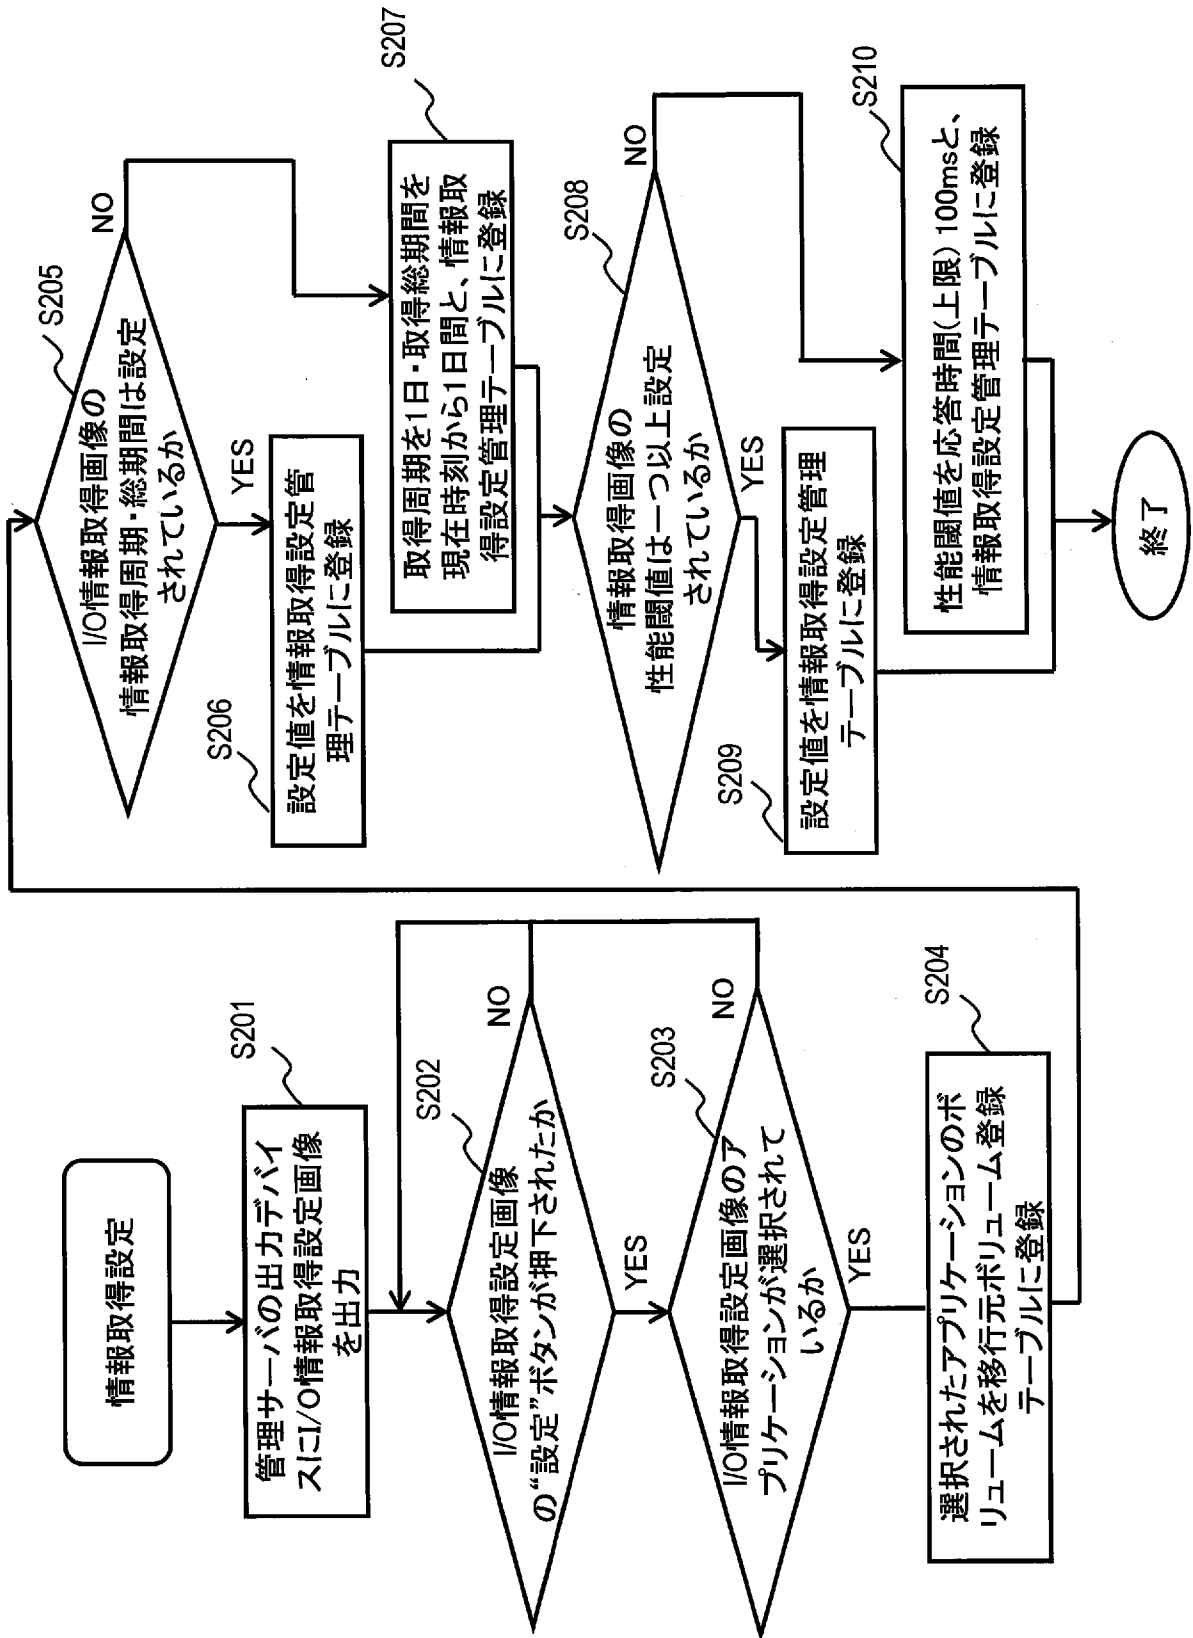 情報取得設定
S201
管理サーバの出力デバイ
スにI/O情報取得設定画像
を出力
S202
I/O情報取得設定画像
の“設定”ボタンが押下されたか
NO
YES
S203
I/O情報取得設定画像のア
プリケーションが選択されて
いるか
NO
YES
S204
選択されたアプリケーションのボ
リュームを移行元ボリューム登録
テーブルに登録
S205
I/O情報取得画像の
情報取得周期・総期間は設定
されているか
NO
YES
S206
設定値を情報取得設定管
理テーブルに登録
S207
取得周期を1日・取得総期間を
現在時刻から1日間と、情報取
得設定管理テーブルに登録
S208
情報取得画像の
性能閾値は一つ以上設定
されているか
NO
YES
S209
設定値を情報取得設定管理
テーブルに登録
S210
性能閾値を応答時間(上限)100msと、
情報取得設定管理テーブルに登録
終了